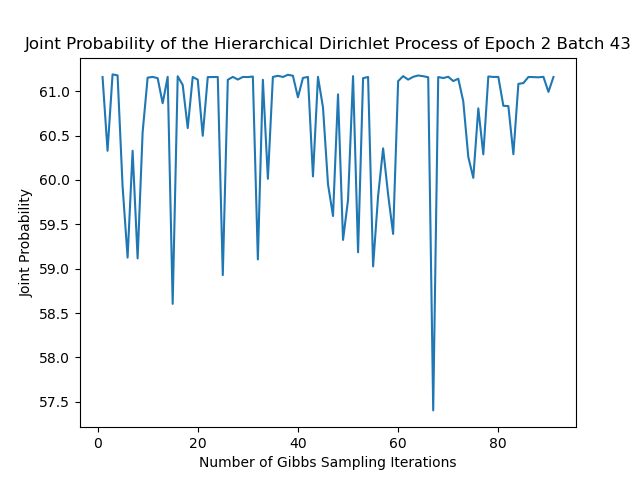 Joint Probability of the Hierarchical Dirichlet Process of Epoch 2 Batch 43
61.0
60.5
60.0
59.5
59.0
58.5
58.0
57.5
Joint Probability
0 20 40 60 80
Number of Gibbs Sampling Iterations